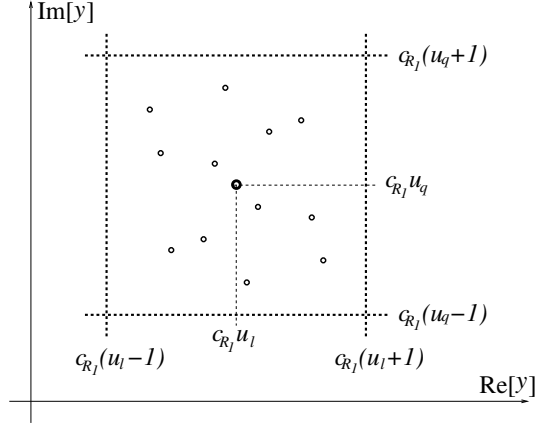 Im[y]
c_{R_1}(u_q+1)
c_{R_1}u_q
c_{R_1}(u_q−1)
c_{R_1}u_l
c_{R_1}(u_l−1)
c_{R_1}(u_l+1)
Re[y]